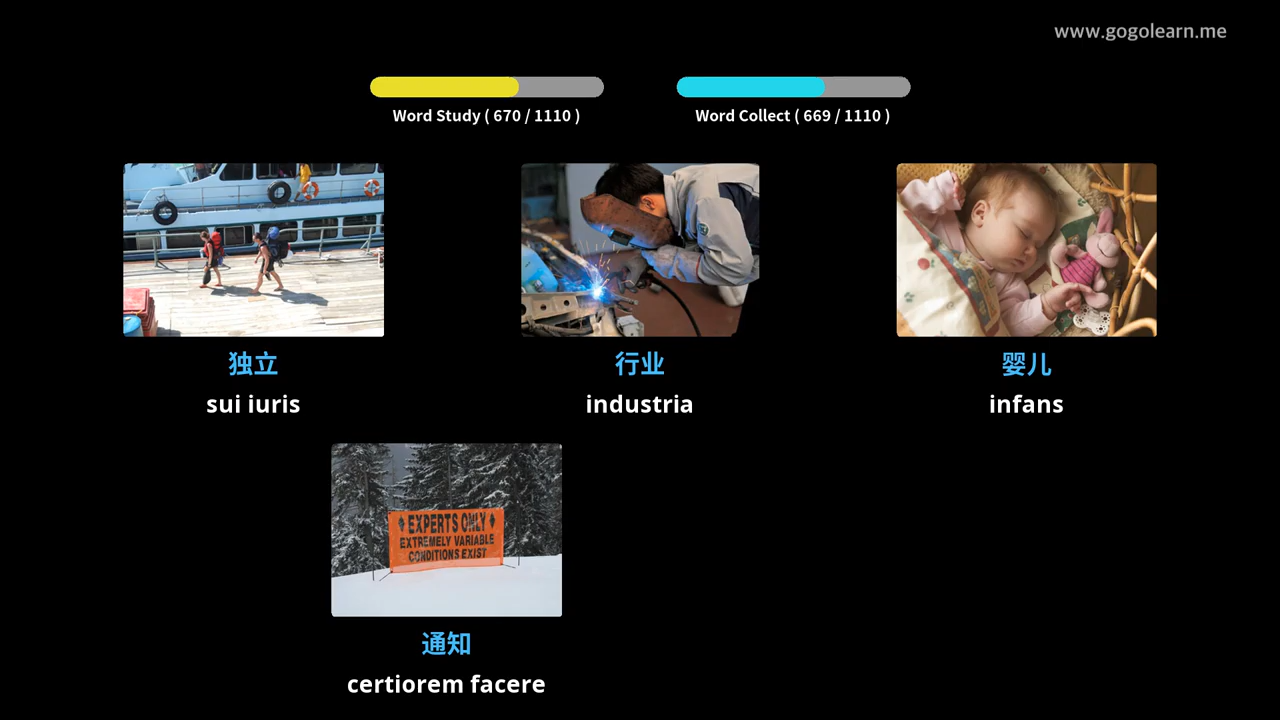 www.gogolearn.me
Word Study ( 670 / 1110 )
Word Collect ( 669 / 1110 )
独立
sui iuris
行业
industria
婴儿
infans
EXPERTS ONLY
EXTREMELY VARIABLE
CONDITIONS EXIST
通知
certiorem facere